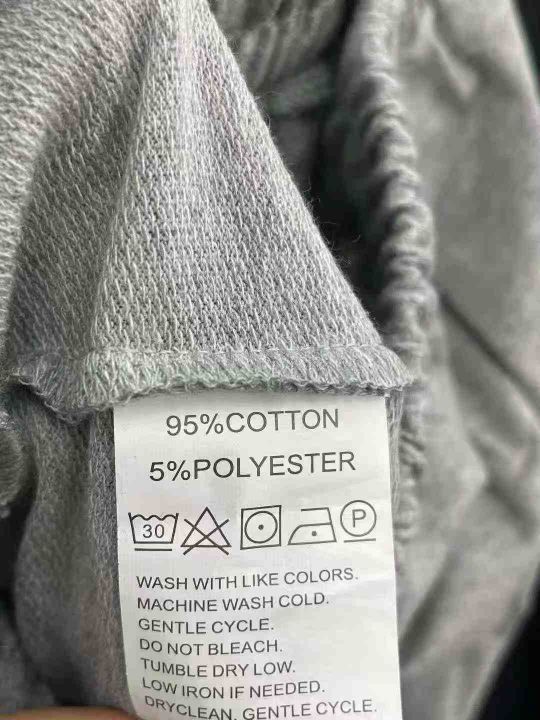 95%COTTON
5%POLYESTER
30 P
WASH WITH LIKE COLORS.
MACHINE WASH COLD.
GENTLE CYCLE.
DO NOT BLEACH.
TUMBLE DRY LOW.
LOW IRON IF NEEDED.
DRYCLEAN, GENTLE CYCLE.